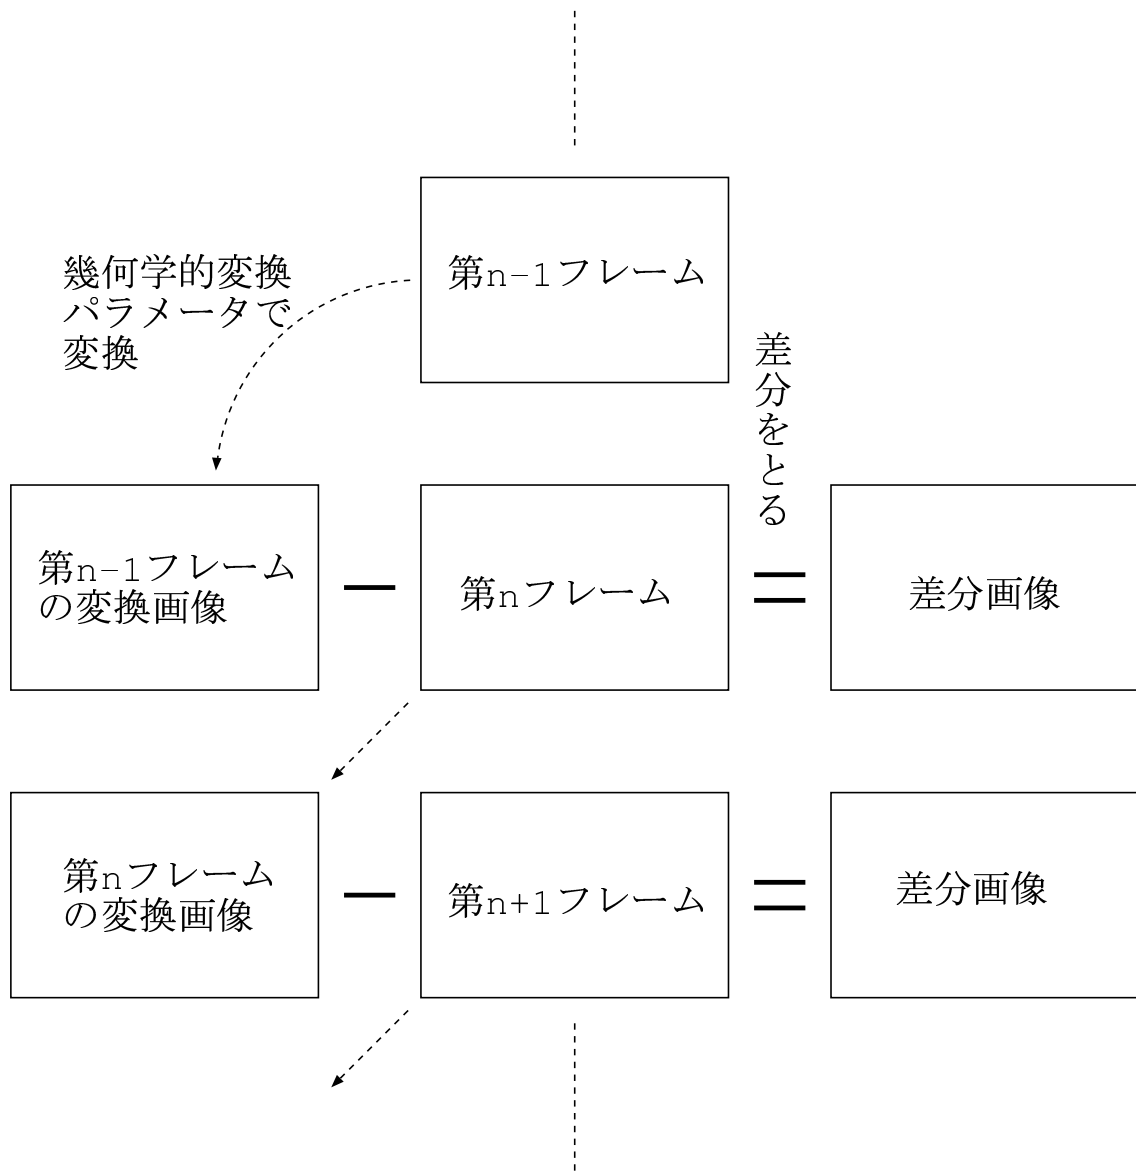 第n-1フレーム
幾何学的変換
パラメータで
変換
差分をとる
第n-1フレーム
の変換画像
第nフレーム
差分画像
第nフレーム
の変換画像
第n+1フレーム
差分画像